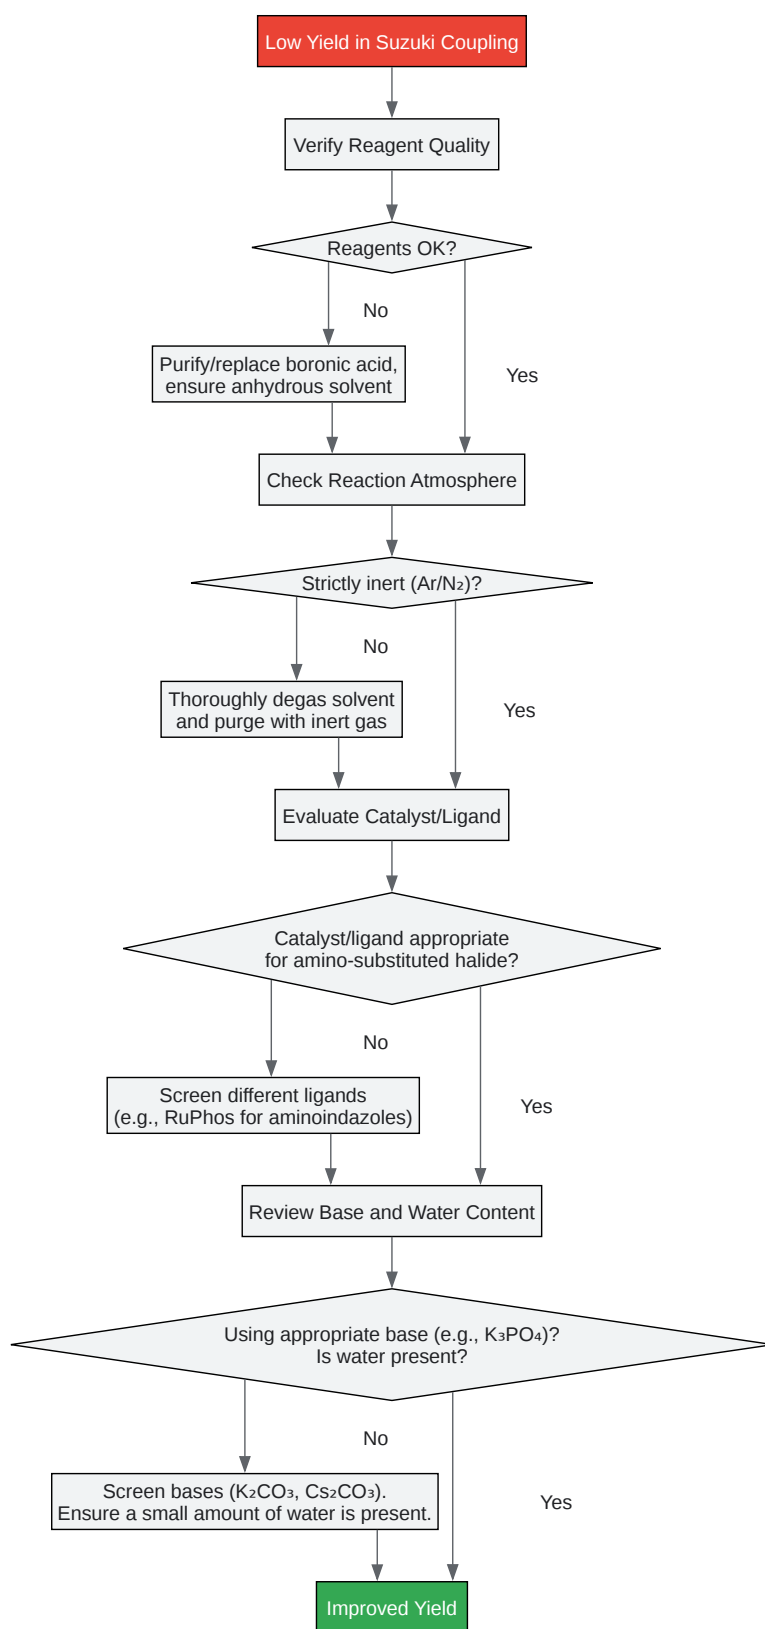 Low Yield in Suzuki Coupling
Verify Reagent Quality
Reagents OK?
No
Purify/replace boronic acid,
ensure anhydrous solvent
Yes
Check Reaction Atmosphere
Strictly inert (Ar/N₂)?
No
Thoroughly degas solvent
and purge with inert gas
Yes
Evaluate Catalyst/Ligand
Catalyst/ligand appropriate
for amino-substituted halide?
No
Screen different ligands
(e.g., RuPhos for aminoindazoles)
Yes
Review Base and Water Content
Using appropriate base (e.g., K₃PO₄)?
Is water present?
No
Screen bases (K₂CO₃, Cs₂CO₃).
Ensure a small amount of water is present.
Yes
Improved Yield